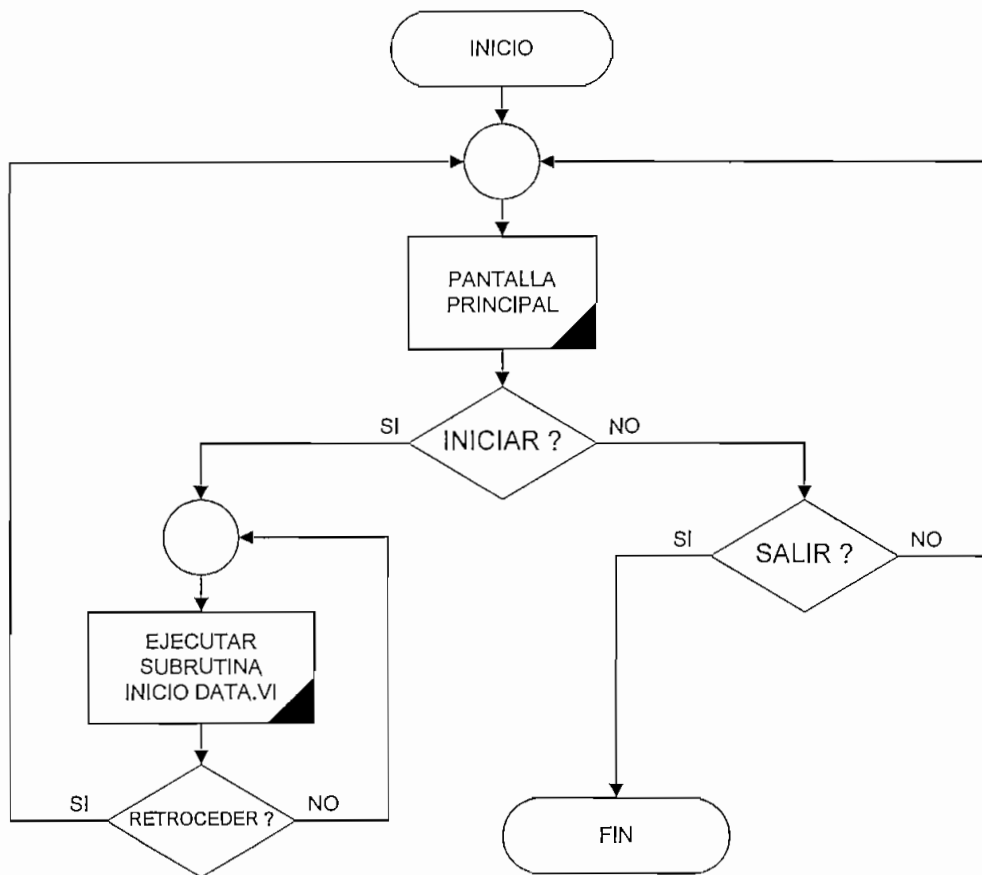 INICIO
PANTALLA
PRINCIPAL
SI
INICIAR ?
NO
SI
SALIR ?
NO
EJECUTAR
SUBRUTINA
INICIO DATA.VI
SI
RETROCEDER ?
NO
FIN